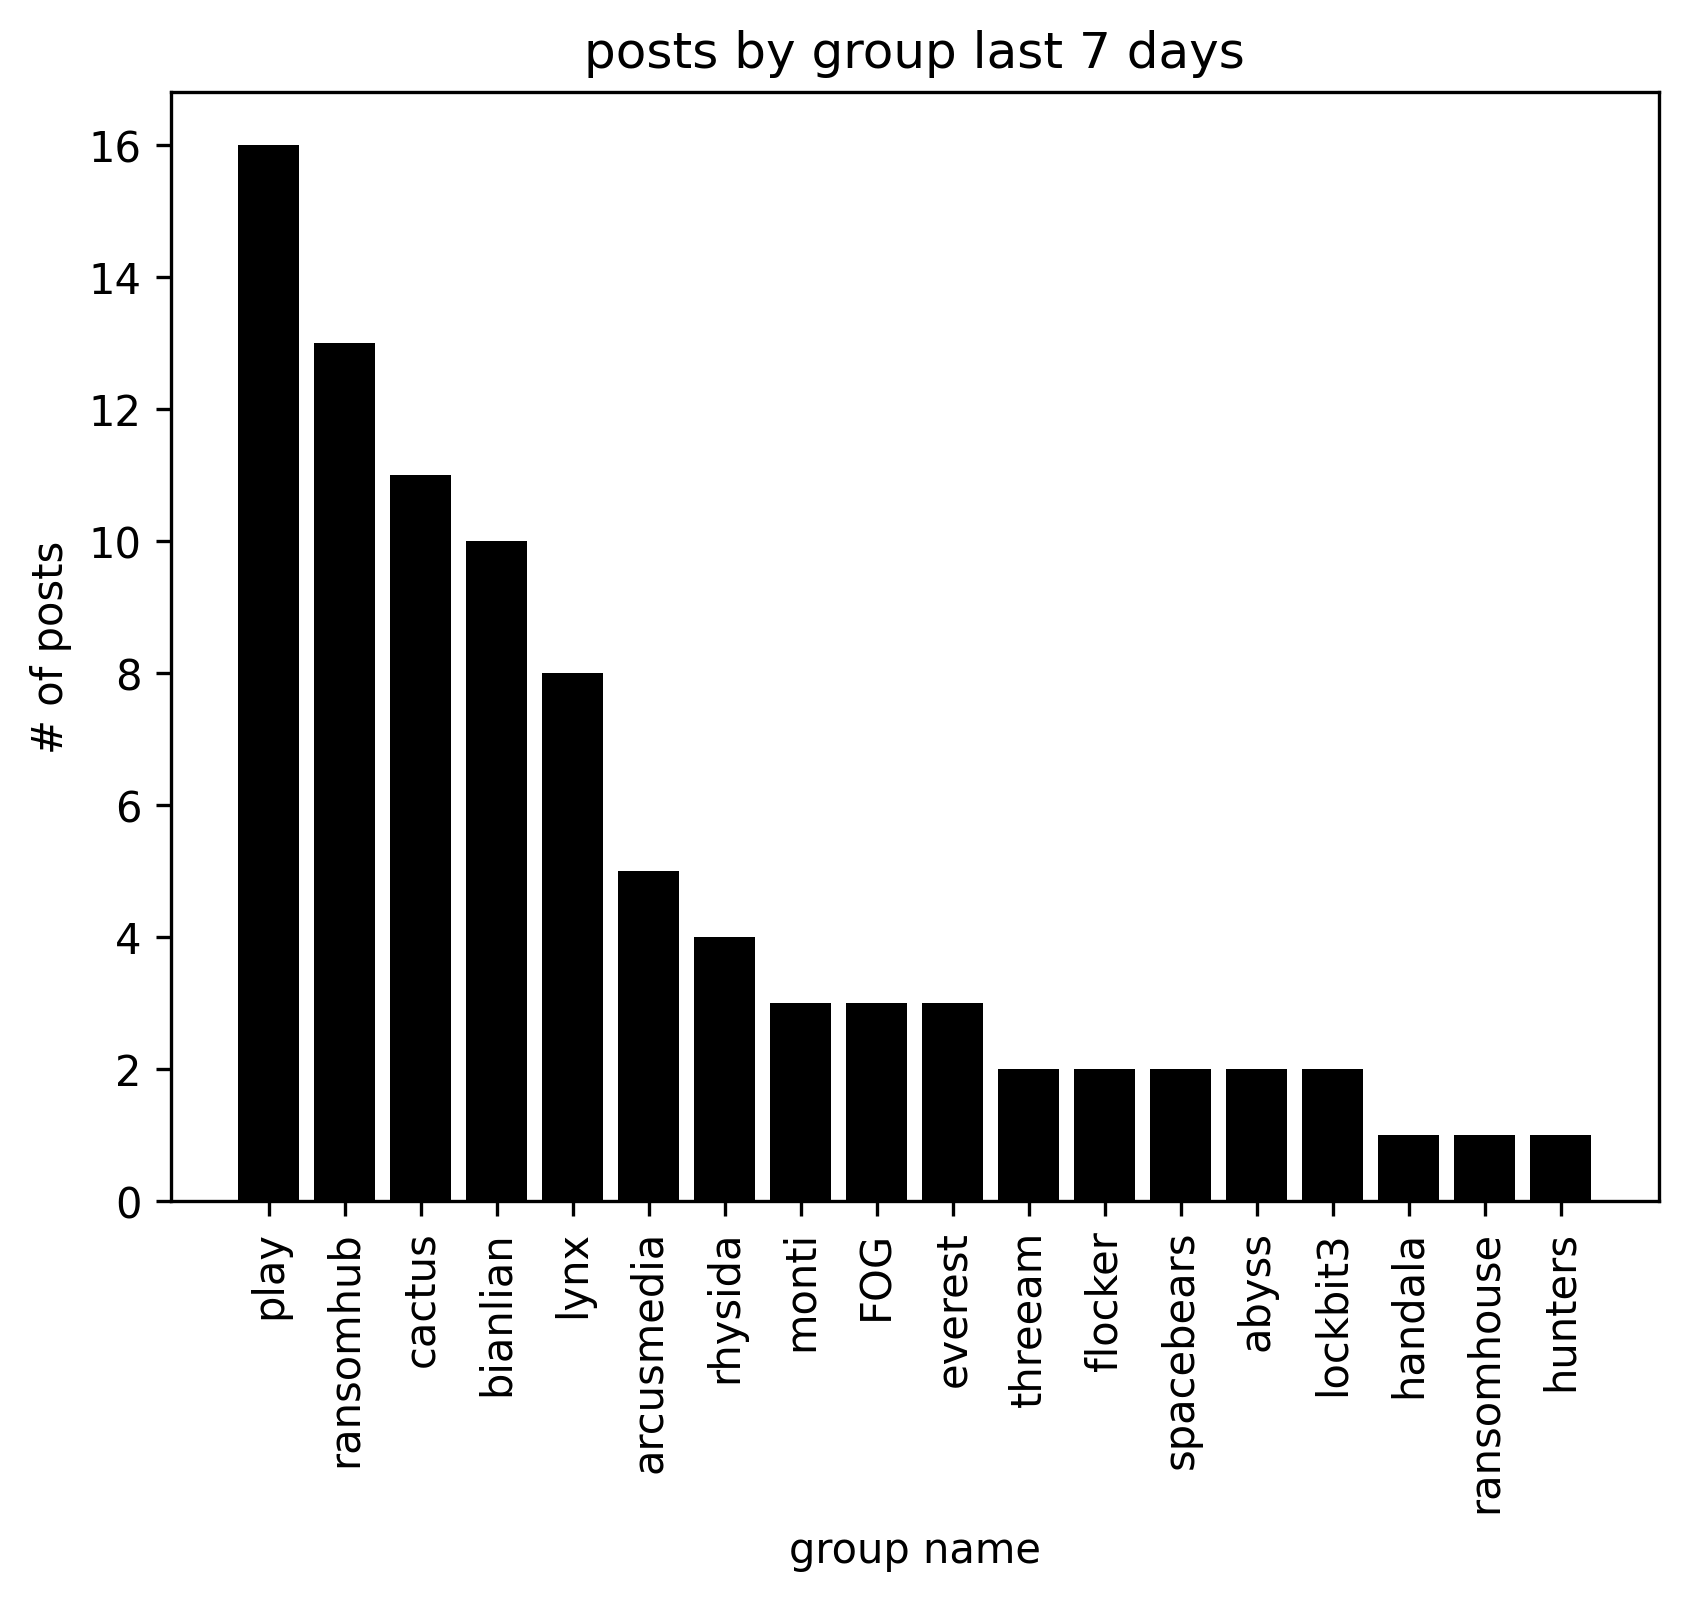 posts by group last 7 days
# of posts
16
14
12
10
8
6
4
2
0
play
ransomhub
cactus
bianlian
lynx
arcusmedia
rhysida
monti
FOG
everest
threeam
flocker
spacebears
abyss
lockbit3
handala
ransomhouse
hunters
group name